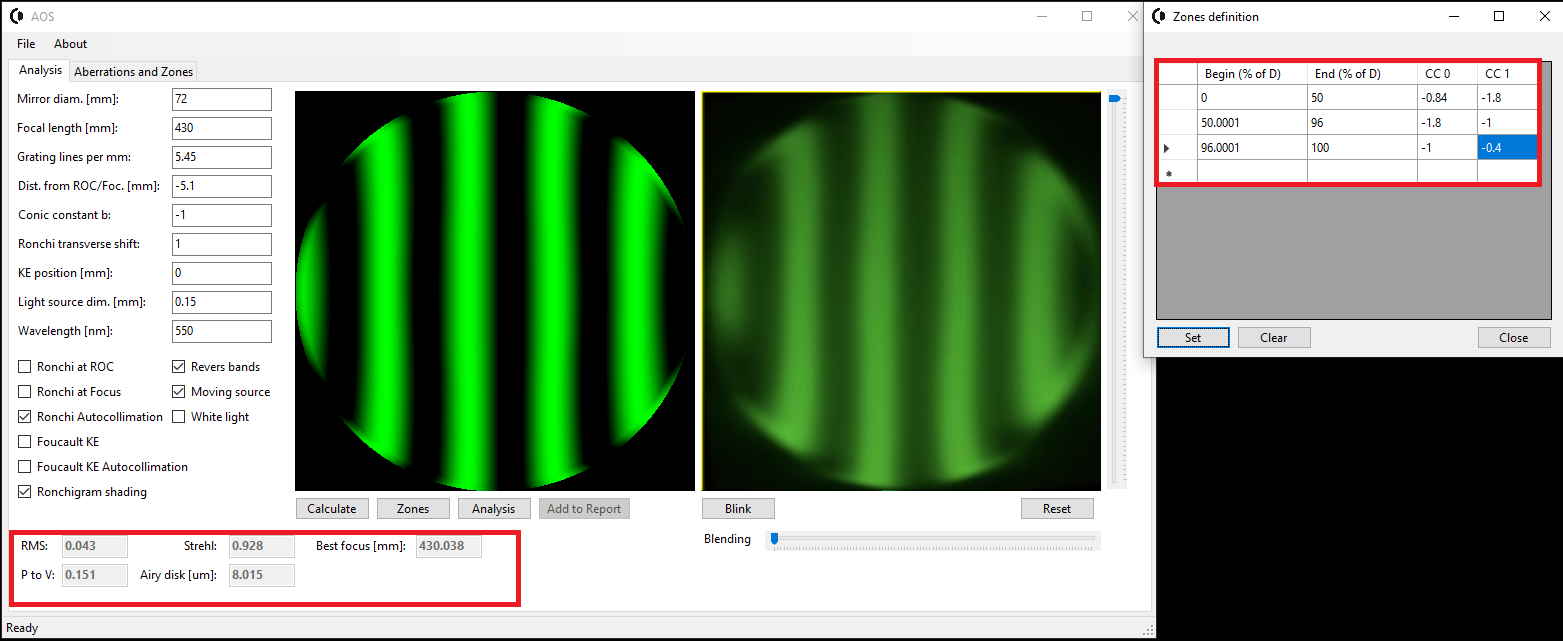 AOS
Zones definition
File About
Analysis Aberrations and Zones
Mirror diam. [mm]: 72
Focal length [mm]: 430
Grating lines per mm: 5.45
Dist. from ROC/Foc. [mm]: -5.1
Conic constant b: -1
Ronchi transverse shift: 1
KE position [mm]: 0
Light source dim. [mm]: 0.15
Wavelength [nm]: 550
Ronchi at ROC Revers bands
Ronchi at Focus Moving source
Ronchi Autocollimation White light
Foucault KE
Foucault KE Autocollimation
Ronchigram shading
Calculate Zones Analysis Add to Report
Blink Reset
Blending
RMS: 0.043 Strehl: 0.928 Best focus [mm]: 430.038
P to V: 0.151 Airy disk [um]: 8.015
Ready
Begin (% of D) End (% of D) CC 0 CC 1
0 50 -0.84 -1.8
50.0001 96 -1.8 -1
96.0001 100 -1 -0.4
Set Clear Close